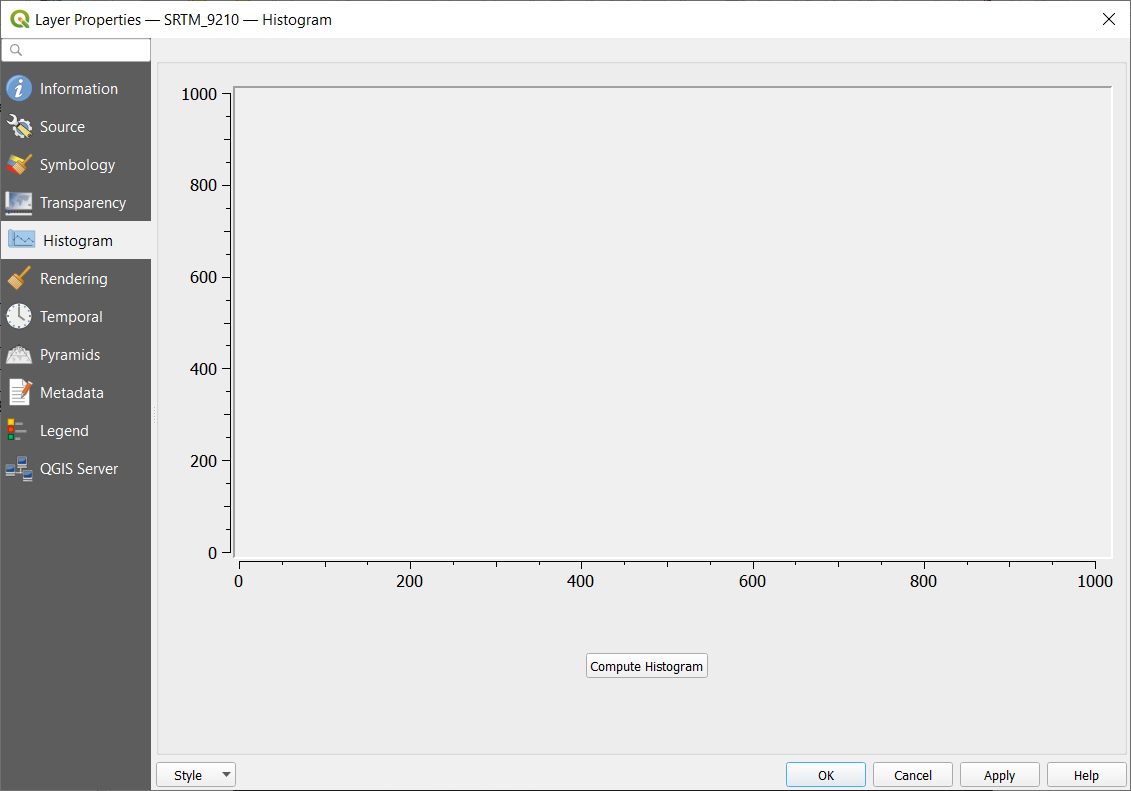 Layer Properties — SRTM_9210 — Histogram
Information
Source
Symbology
Transparency
Histogram
Rendering
Temporal
Pyramids
Metadata
Legend
QGIS Server
1000
800
600
400
200
0
0 200 400 600 800 1000
Compute Histogram
Style OK Cancel Apply Help